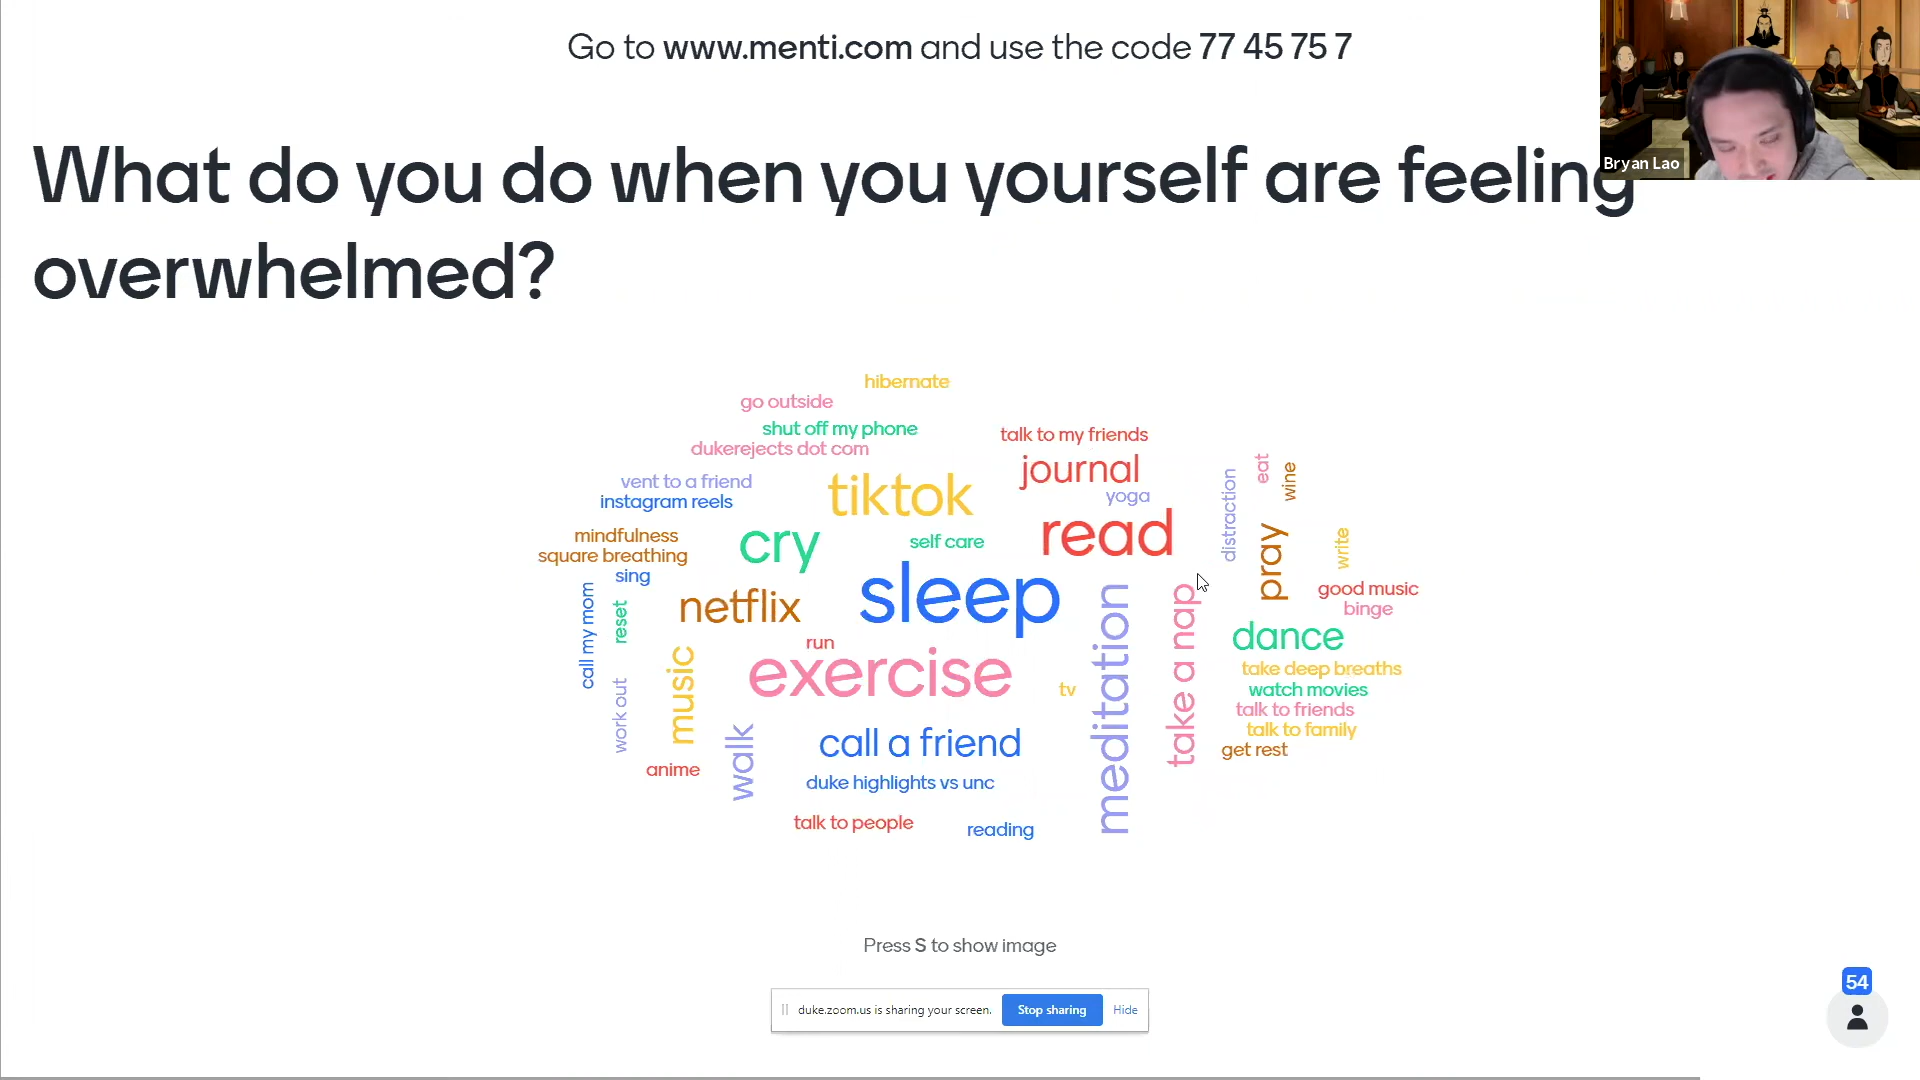 Go to www.menti.com and use the code 77 45 75 7
Bryan Lao
What do you do when you yourself are feeling
overwhelmed?
hibernate
go outside
shut off my phone
dukerejects dot com
talk to my friends
journal
yoga
vent to a friend
instagram reels
tiktok
read
distraction
eat
wine
mindfulness
square breathing
sing
cry
self care
pray
write
call my mom
reset
netflix
sleep
good music
binge
run
exercise
tv
meditation
take a nap
dance
take deep breaths
watch movies
talk to friends
talk to family
get rest
work out
music
walk
anime
call a friend
duke highlights vs unc
talk to people
reading
Press S to show image
duke.zoom.us is sharing your screen. Stop sharing Hide
54